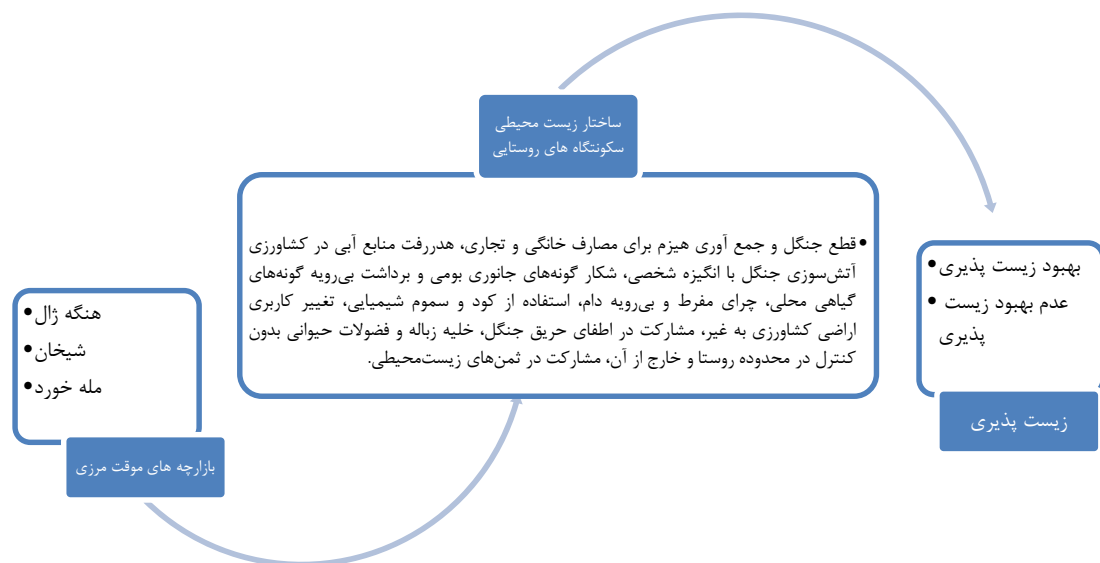 ساختار زیست محیطی
سکونتگاه های روستایی
•قطع جنگل و جمع آوری هیزم برای مصارف خانگی و تجاری، هدررفت منابع آبی در کشاورزی
آتش‌سوزی جنگل با انگیزه شخصی، شکار گونه‌های جانوری بومی و برداشت بی‌رویه گونه‌های
گیاهی محلی، چرای مفرط و بی‌رویه دام، استفاده از کود و سموم شیمیایی، تغییر کاربری
اراضی کشاورزی به غیر، مشارکت در اطفای حریق جنگل، خلیه زباله و فضولات حیوانی بدون
کنترل در محدوده روستا و خارج از آن، مشارکت در ثمن‌های زیست‌محیطی.
•بهبود زیست پذیری
•عدم بهبود زیست
پذیری
زیست پذیری
•هنگه ژال
•شیخان
•مله خورد
بازارچه های موقت مرزی